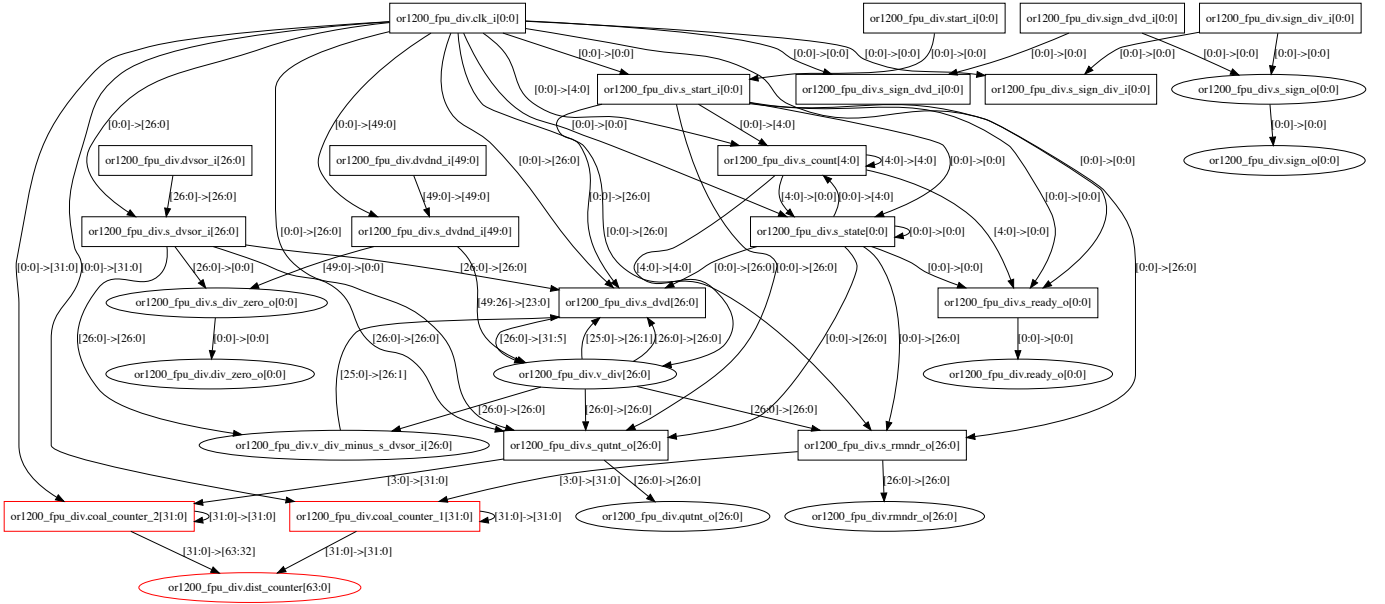 or1200_fpu_div.clk_i[0:0]
or1200_fpu_div.start_i[0:0]
or1200_fpu_div.sign_dvd_i[0:0]
or1200_fpu_div.sign_div_i[0:0]
[0:0]->[0:0]
[0:0]->[0:0]
[0:0]->[0:0]
[0:0]->[0:0]
[0:0]->[0:0]
[0:0]->[0:0]
[0:0]->[0:0]
[0:0]->[0:0]
[0:0]->[4:0]
or1200_fpu_div.s_start_i[0:0]
or1200_fpu_div.s_sign_dvd_i[0:0]
or1200_fpu_div.s_sign_div_i[0:0]
or1200_fpu_div.s_sign_o[0:0]
[0:0]->[26:0]
[0:0]->[49:0]
[0:0]->[0:0]
[0:0]->[4:0]
[0:0]->[0:0]
or1200_fpu_div.dvsor_i[26:0]
or1200_fpu_div.dvdnd_i[49:0]
[0:0]->[26:0]
or1200_fpu_div.s_count[4:0]
[4:0]->[4:0]
[0:0]->[0:0]
[0:0]->[0:0]
or1200_fpu_div.sign_o[0:0]
[26:0]->[26:0]
[49:0]->[49:0]
[0:0]->[26:0]
[4:0]->[0:0]
[0:0]->[4:0]
[0:0]->[0:0]
or1200_fpu_div.s_dvsor_i[26:0]
[0:0]->[26:0]
or1200_fpu_div.s_dvdnd_i[49:0]
[0:0]->[26:0]
or1200_fpu_div.s_state[0:0]
[0:0]->[0:0]
[4:0]->[0:0]
[0:0]->[31:0]
[0:0]->[31:0]
[26:0]->[0:0]
[49:0]->[0:0]
[26:0]->[26:0]
[4:0]->[4:0]
[0:0]->[26:0]
[0:0]->[26:0]
[0:0]->[0:0]
[0:0]->[26:0]
or1200_fpu_div.s_div_zero_o[0:0]
[49:26]->[23:0]
or1200_fpu_div.s_dvd[26:0]
or1200_fpu_div.s_ready_o[0:0]
[26:0]->[26:0]
[0:0]->[0:0]
[26:0]->[26:0]
[26:0]->[31:5]
[25:0]->[26:1]
[26:0]->[26:0]
[0:0]->[26:0]
[0:0]->[26:0]
[0:0]->[0:0]
or1200_fpu_div.div_zero_o[0:0]
[25:0]->[26:1]
or1200_fpu_div.v_div[26:0]
or1200_fpu_div.ready_o[0:0]
[26:0]->[26:0]
[26:0]->[26:0]
[26:0]->[26:0]
or1200_fpu_div.v_div_minus_s_dvsor_i[26:0]
or1200_fpu_div.s_qutnt_o[26:0]
or1200_fpu_div.s_rmndr_o[26:0]
[3:0]->[31:0]
[26:0]->[26:0]
[3:0]->[31:0]
[26:0]->[26:0]
or1200_fpu_div.coal_counter_2[31:0]
[31:0]->[31:0]
or1200_fpu_div.coal_counter_1[31:0]
[31:0]->[31:0]
or1200_fpu_div.qutnt_o[26:0]
or1200_fpu_div.rmndr_o[26:0]
[31:0]->[63:32]
[31:0]->[31:0]
or1200_fpu_div.dist_counter[63:0]